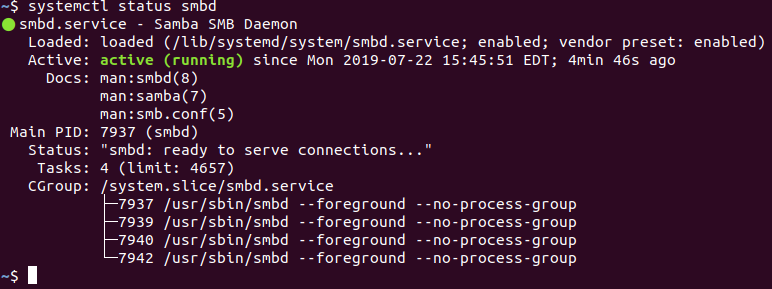 ~$ systemctl status smbd
● smbd.service - Samba SMB Daemon
   Loaded: loaded (/lib/systemd/system/smbd.service; enabled; vendor preset: enabled)
   Active: active (running) since Mon 2019-07-22 15:45:51 EDT; 4min 46s ago
     Docs: man:smbd(8)
           man:samba(7)
           man:smb.conf(5)
 Main PID: 7937 (smbd)
   Status: "smbd: ready to serve connections..."
    Tasks: 4 (limit: 4657)
   CGroup: /system.slice/smbd.service
           ├─7937 /usr/sbin/smbd --foreground --no-process-group
           ├─7939 /usr/sbin/smbd --foreground --no-process-group
           ├─7940 /usr/sbin/smbd --foreground --no-process-group
           └─7942 /usr/sbin/smbd --foreground --no-process-group
~$